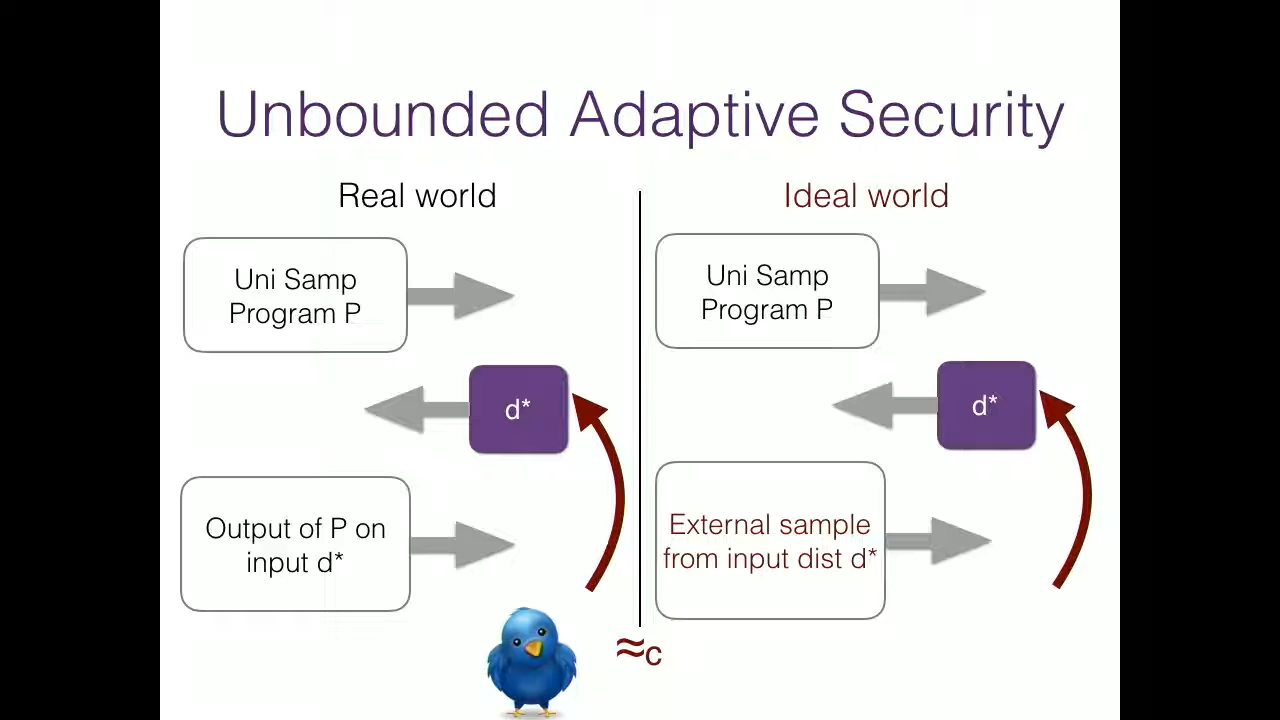 Unbounded Adaptive Security
Real world
Ideal world
Uni Samp
Program P
Uni Samp
Program P
d*
d*
Output of P on
input d*
External sample
from input dist d*
≈c